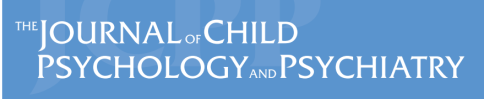 THE JOURNAL OF CHILD
PSYCHOLOGY AND PSYCHIATRY